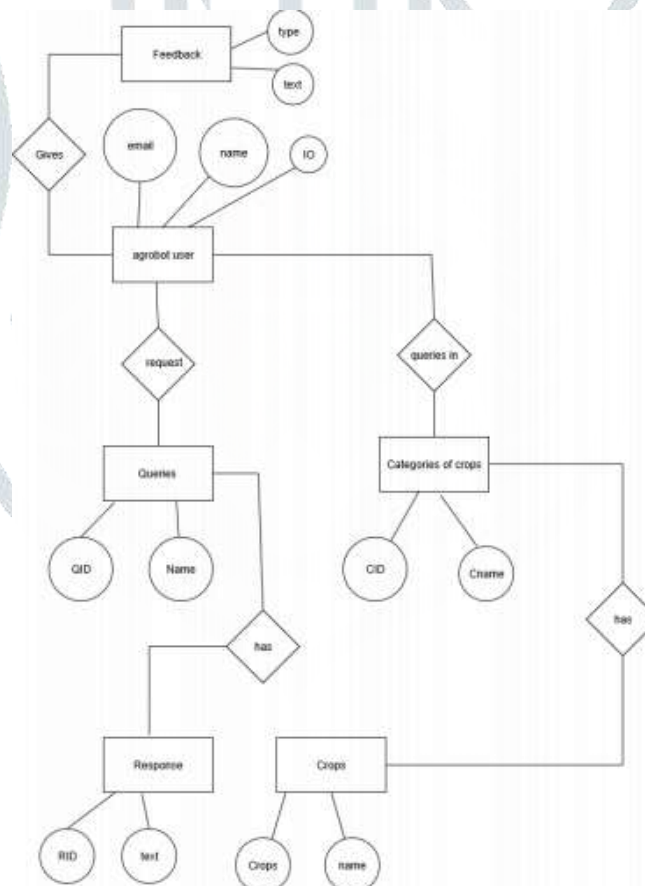 Feedback
type
text
Gives
email
name
IO
agrobot user
request
queries in
Queries
Categories of crops
QID
Name
CID
Cname
has
has
Response
Crops
RID
text
Crops
name